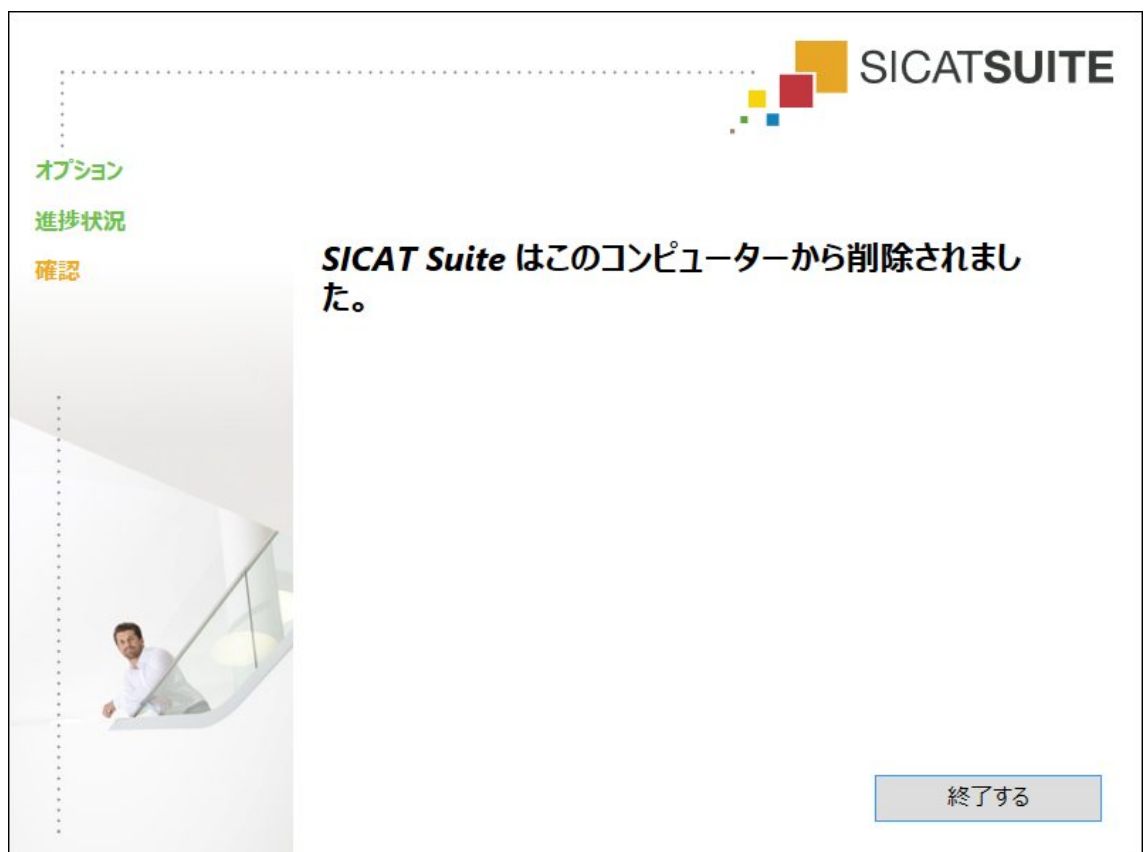 SICATSUITE
オプション
進捗状況
確認
SICAT Suite はこのコンピューターから削除されまし
た。
終了する